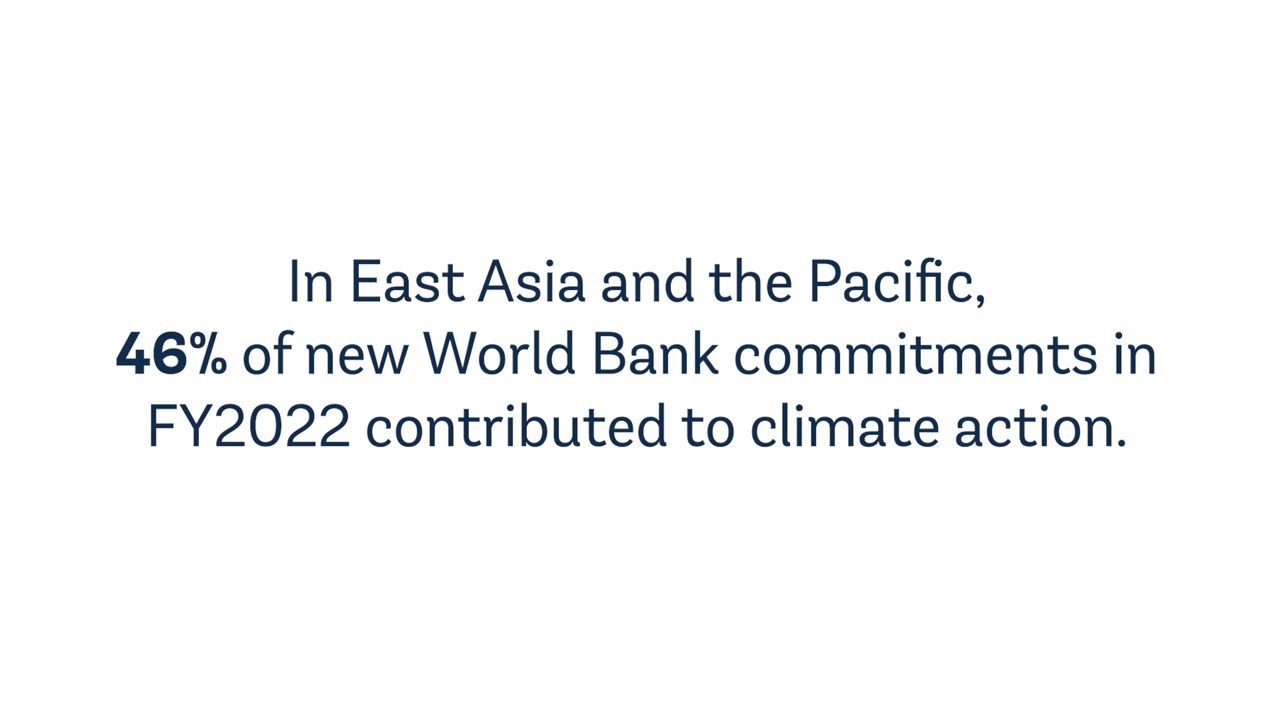 In East Asia and the Pacific,
46% of new World Bank commitments in
FY2022 contributed to climate action.